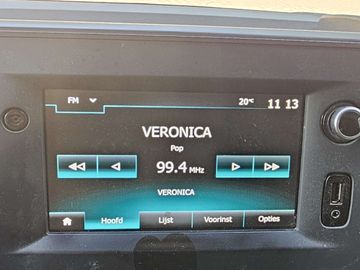 FM 20°C 11 13
VERONICA
Pop
99.4 MHz
VERONICA
Hoofd Lijst Voorinst Opties